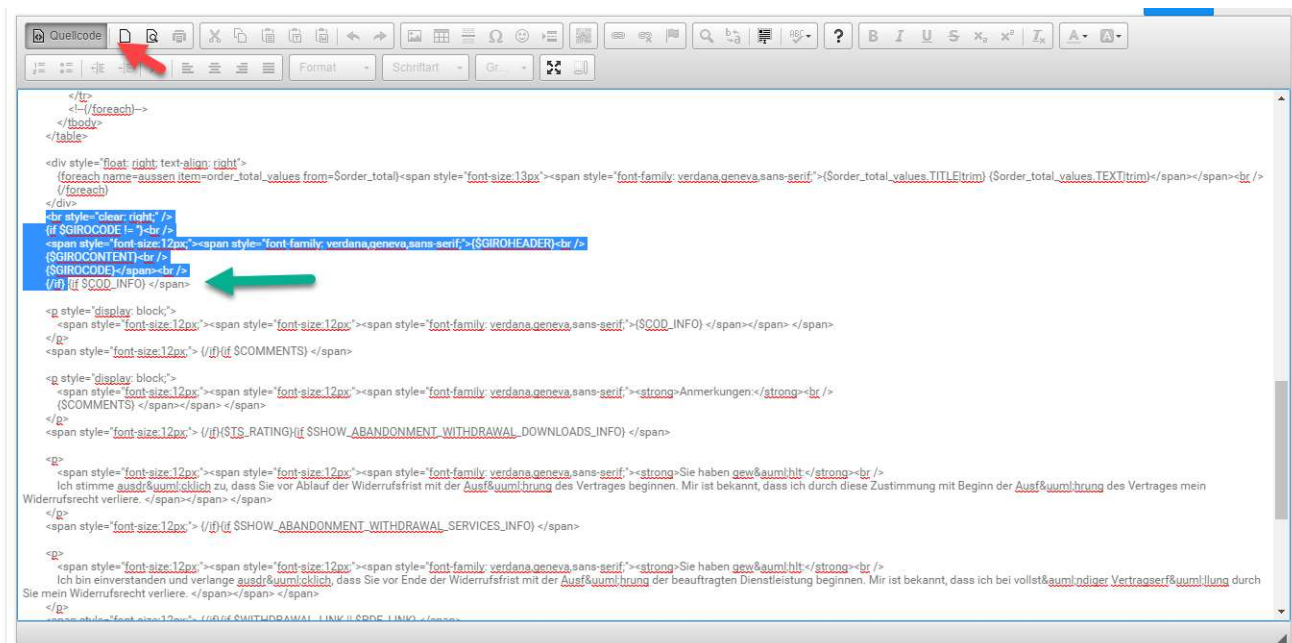 Quellcode ? B I U S x₂ x² Iₓ A A
Format Schriftart Gr...
</tr>
<!--{/foreach}-->
</tbody>
</table>
<div style="float: right; text-align: right">
{foreach name=aussen item=order_total_values from=$order_total}<span style="font-size:13px"><span style="font-family: verdana,geneva,sans-serif;">{$order_total_values.TITLE|trim} {$order_total_values.TEXT|trim}</span></span><br />
{/foreach}
</div>
<br style="clear: right;" />
{if $GIROCODE != ''}<br />
<span style="font-size:12px;"><span style="font-family: verdana,geneva,sans-serif;">{$GIROHEADER}<br />
{$GIROCONTENT}<br />
{$GIROCODE}</span><br />
{/if} {if $COD_INFO} </span>
<p style="display: block;">
<span style="font-size:12px;"><span style="font-size:12px;"><span style="font-family: verdana,geneva,sans-serif;">{$COD_INFO} </span></span> </span>
</p>
<span style="font-size:12px;"> {/if}{if $COMMENTS} </span>
<p style="display: block;">
<span style="font-size:12px;"><span style="font-size:12px;"><span style="font-family: verdana,geneva,sans-serif;"><strong>Anmerkungen:</strong><br />
{$COMMENTS} </span></span> </span>
</p>
<span style="font-size:12px;"> {/if}{$TS_RATING}{if $SHOW_ABANDONMENT_WITHDRAWAL_DOWNLOADS_INFO} </span>
<p>
<span style="font-size:12px;"><span style="font-size:12px;"><span style="font-family: verdana,geneva,sans-serif;"><strong>Sie haben gew&auml;hlt:</strong><br />
Ich stimme ausdr&uuml;cklich zu, dass Sie vor Ablauf der Widerrufsfrist mit der Ausf&uuml;hrung des Vertrages beginnen. Mir ist bekannt, dass ich durch diese Zustimmung mit Beginn der Ausf&uuml;hrung des Vertrages mein
Widerrufsrecht verliere. </span></span> </span>
</p>
<span style="font-size:12px;"> {/if}{if $SHOW_ABANDONMENT_WITHDRAWAL_SERVICES_INFO} </span>
<p>
<span style="font-size:12px;"><span style="font-size:12px;"><span style="font-family: verdana,geneva,sans-serif;"><strong>Sie haben gew&auml;hlt:</strong><br />
Ich bin einverstanden und verlange ausdr&uuml;cklich, dass Sie vor Ende der Widerrufsfrist mit der Ausf&uuml;hrung der beauftragten Dienstleistung beginnen. Mir ist bekannt, dass ich bei vollst&auml;ndiger Vertragserf&uuml;llung durch
Sie mein Widerrufsrecht verliere. </span></span> </span>
</p>
<span style="font-size:12px;"> {/if}{if $WITHDRAWAL_LINK || $PDF_LINK} </span>